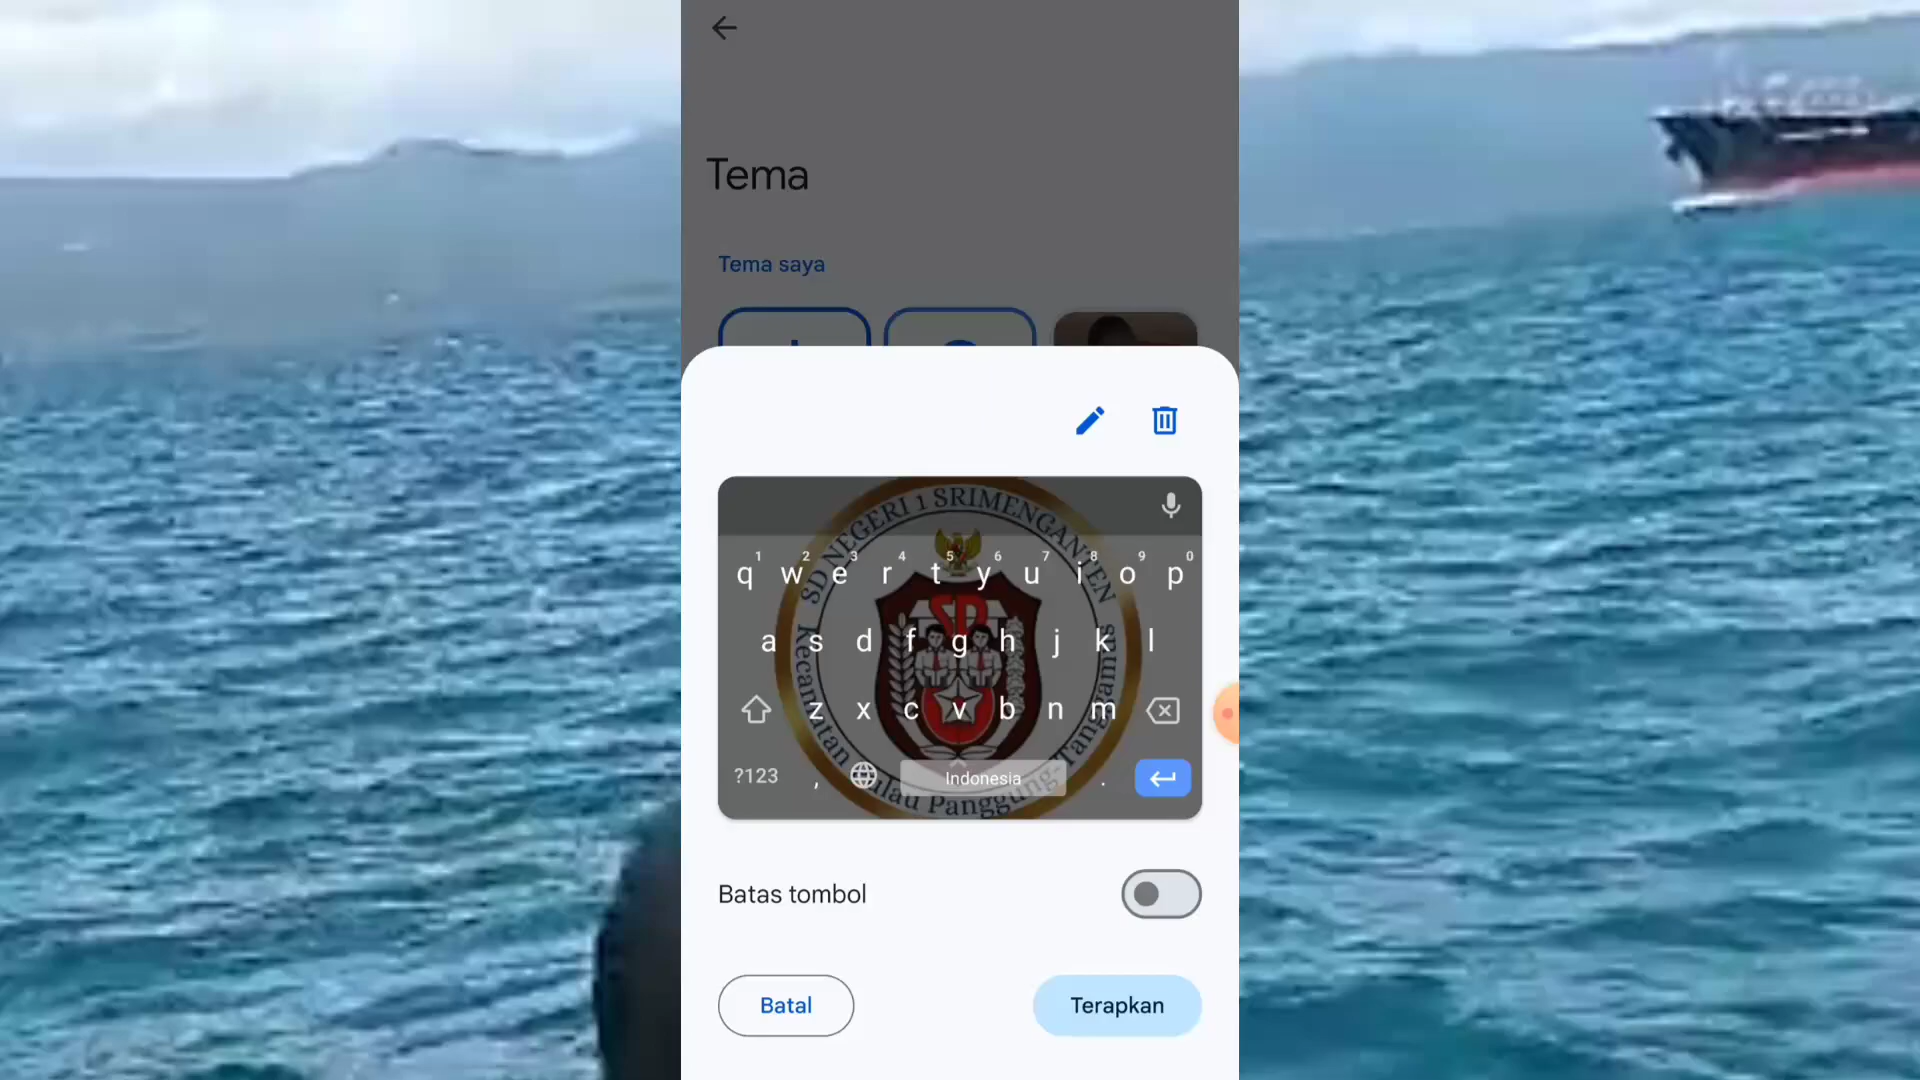 Tema
Tema saya
SD NEGERI 1 SRIMENGANTEN
1 2 3 4 5 6 7 8 9 0
q w e r t y u i o p
a s d f g h j k l
z x c v b n m
?123 , Indonesia .
Kecamatan Pulau Panggung-Tanggamus
SD
Batas tombol
Batal
Terapkan